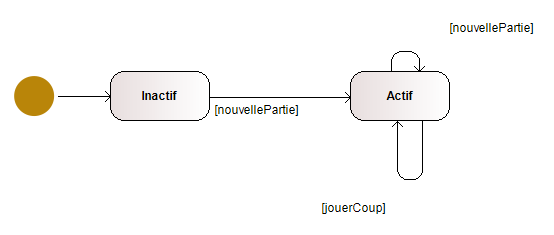 [nouvellePartie]
Inactif
Actif
[nouvellePartie]
[jouerCoup]